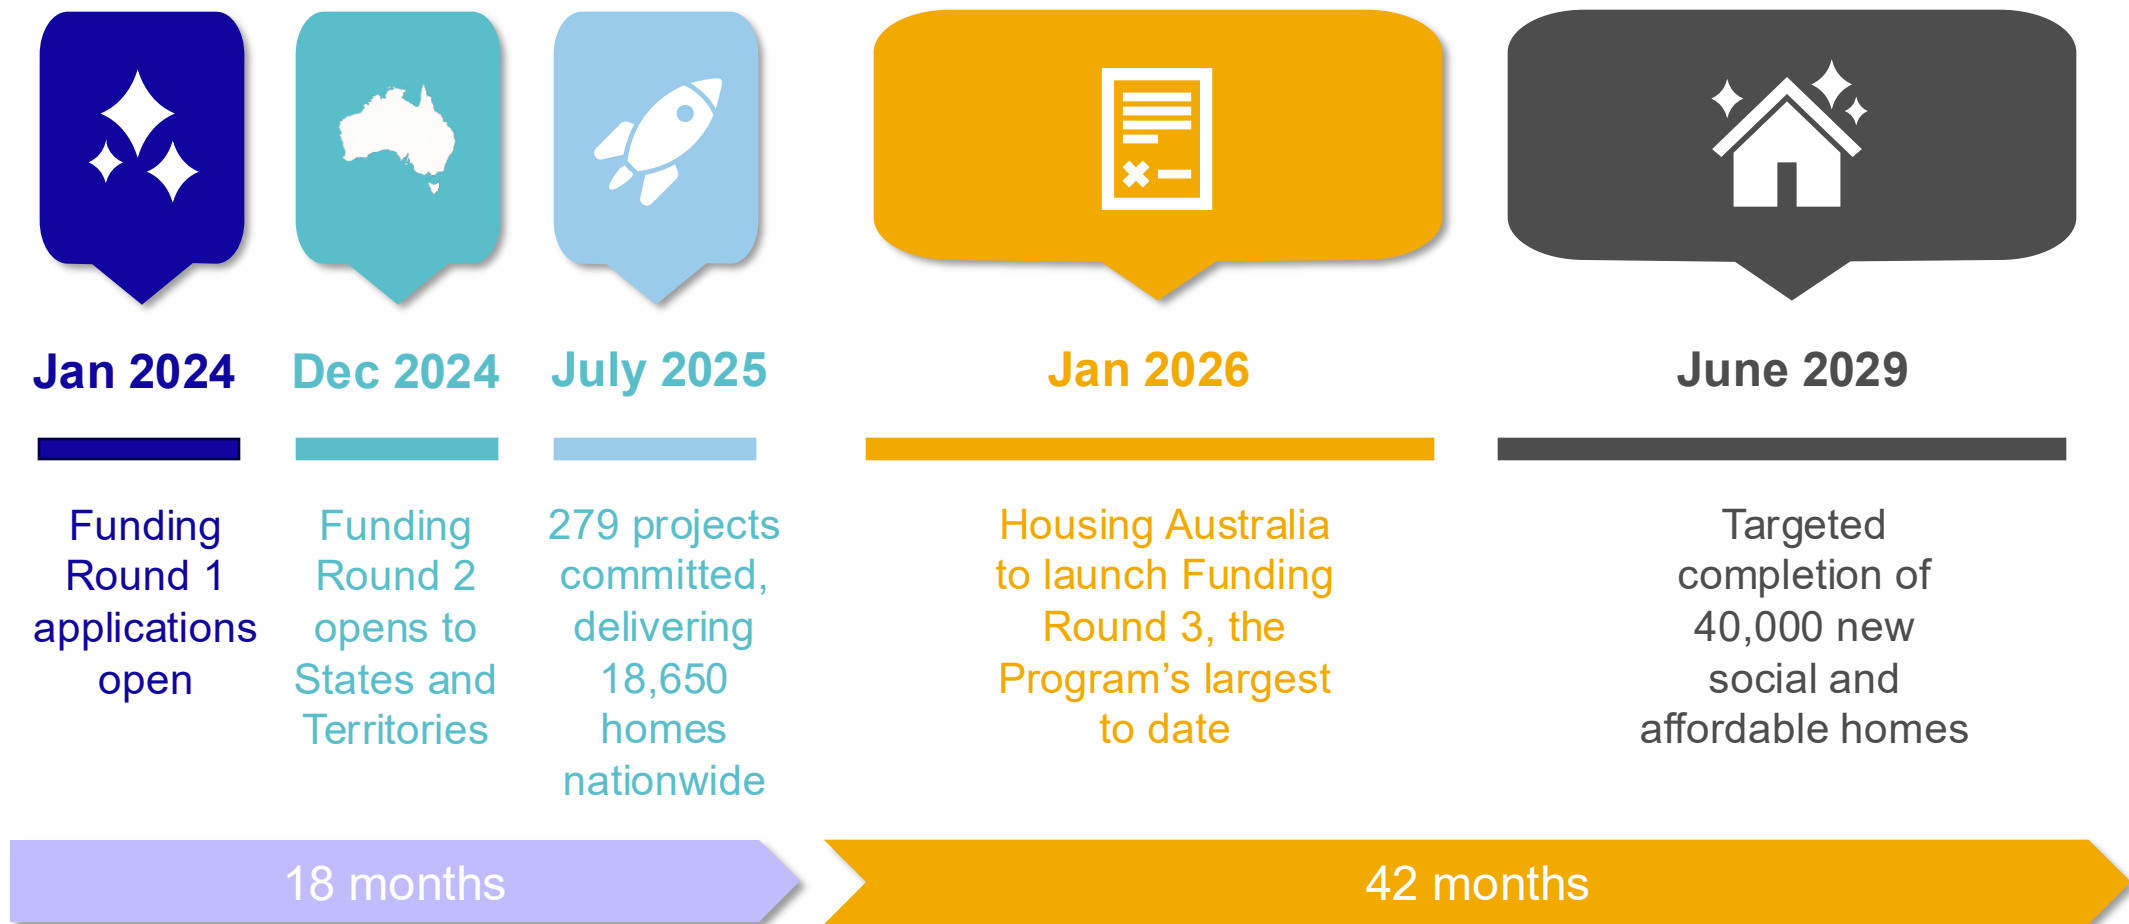 Jan 2024
Funding
Round 1
applications
open
Dec 2024
Funding
Round 2
opens to
States and
Territories
July 2025
279 projects
committed,
delivering
18,650
homes
nationwide
Jan 2026
Housing Australia
to launch Funding
Round 3, the
Program’s largest
to date
June 2029
Targeted
completion of
40,000 new
social and
affordable homes
18 months
42 months